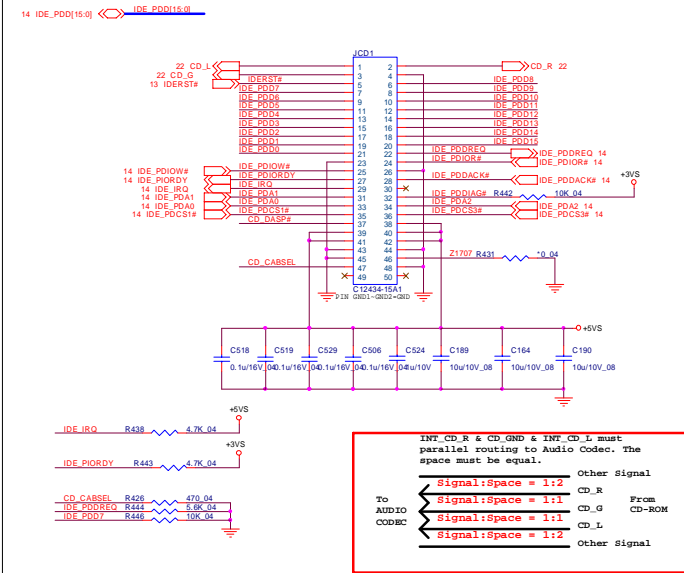 14 IDE_PDD[15:0] IDE_PDD[15:0]
JCD1
22 CD_L 1 2 CD_R 22
22 CD_G 3 4
13 IDERST# IDERST# 5 6 IDE_PDD8
IDE_PDD7 7 8 IDE_PDD9
IDE_PDD6 9 10 IDE_PDD10
IDE_PDD5 11 12 IDE_PDD11
IDE_PDD4 13 14 IDE_PDD12
IDE_PDD3 15 16 IDE_PDD13
IDE_PDD2 17 18 IDE_PDD14
IDE_PDD1 19 20 IDE_PDD15
IDE_PDD0 21 22 IDE_PDDREQ IDE_PDDREQ 14
23 24 IDE_PDIOR# IDE_PDIOR# 14
14 IDE_PDIOW# IDE_PDIOW# 25 26
14 IDE_PIORDY IDE_PDIORDY 27 28 IDE_PDDACK# IDE_PDDACK# 14
14 IDE_IRQ IDE_IRQ 29 30
+3VS
14 IDE_PDA1 IDE_PDA1 31 32 IDE_PDDIAG# R442 10K_04
14 IDE_PDA0 IDE_PDA0 33 34 IDE_PDA2 IDE_PDA2 14
14 IDE_PDCS1# IDE_PDCS1# 35 36 IDE_PDCS3# IDE_PDCS3# 14
CD_DASP# 37 38
39 40
41 42
43 44
45 46 Z1707 R431 *0_04
CD_CABSEL 47 48
49 50
C12434-15A1
PIN GND1~GND2=GND
+5VS
C518 C519 C529 C506 C524 C189 C164 C190
0.1u/16V_04 0.1u/16V_04 0.1u/16V_04 0.1u/16V_04 1u/10V 10u/10V_08 10u/10V_08 10u/10V_08
+5VS
IDE_IRQ R438 4.7K_04
+3VS
IDE_PIORDY R443 4.7K_04
CD_CABSEL R426 470_04
IDE_PDDREQ R444 5.6K_04
IDE_PDD7 R446 10K_04
INT_CD_R & CD_GND & INT_CD_L must
parallel routing to Audio Codec. The
space must be equal.
Other Signal
Signal:Space = 1:2
CD_R
Signal:Space = 1:1
CD_G
Signal:Space = 1:1
CD_L
Signal:Space = 1:2
Other Signal
To
AUDIO
CODEC
From
CD-ROM